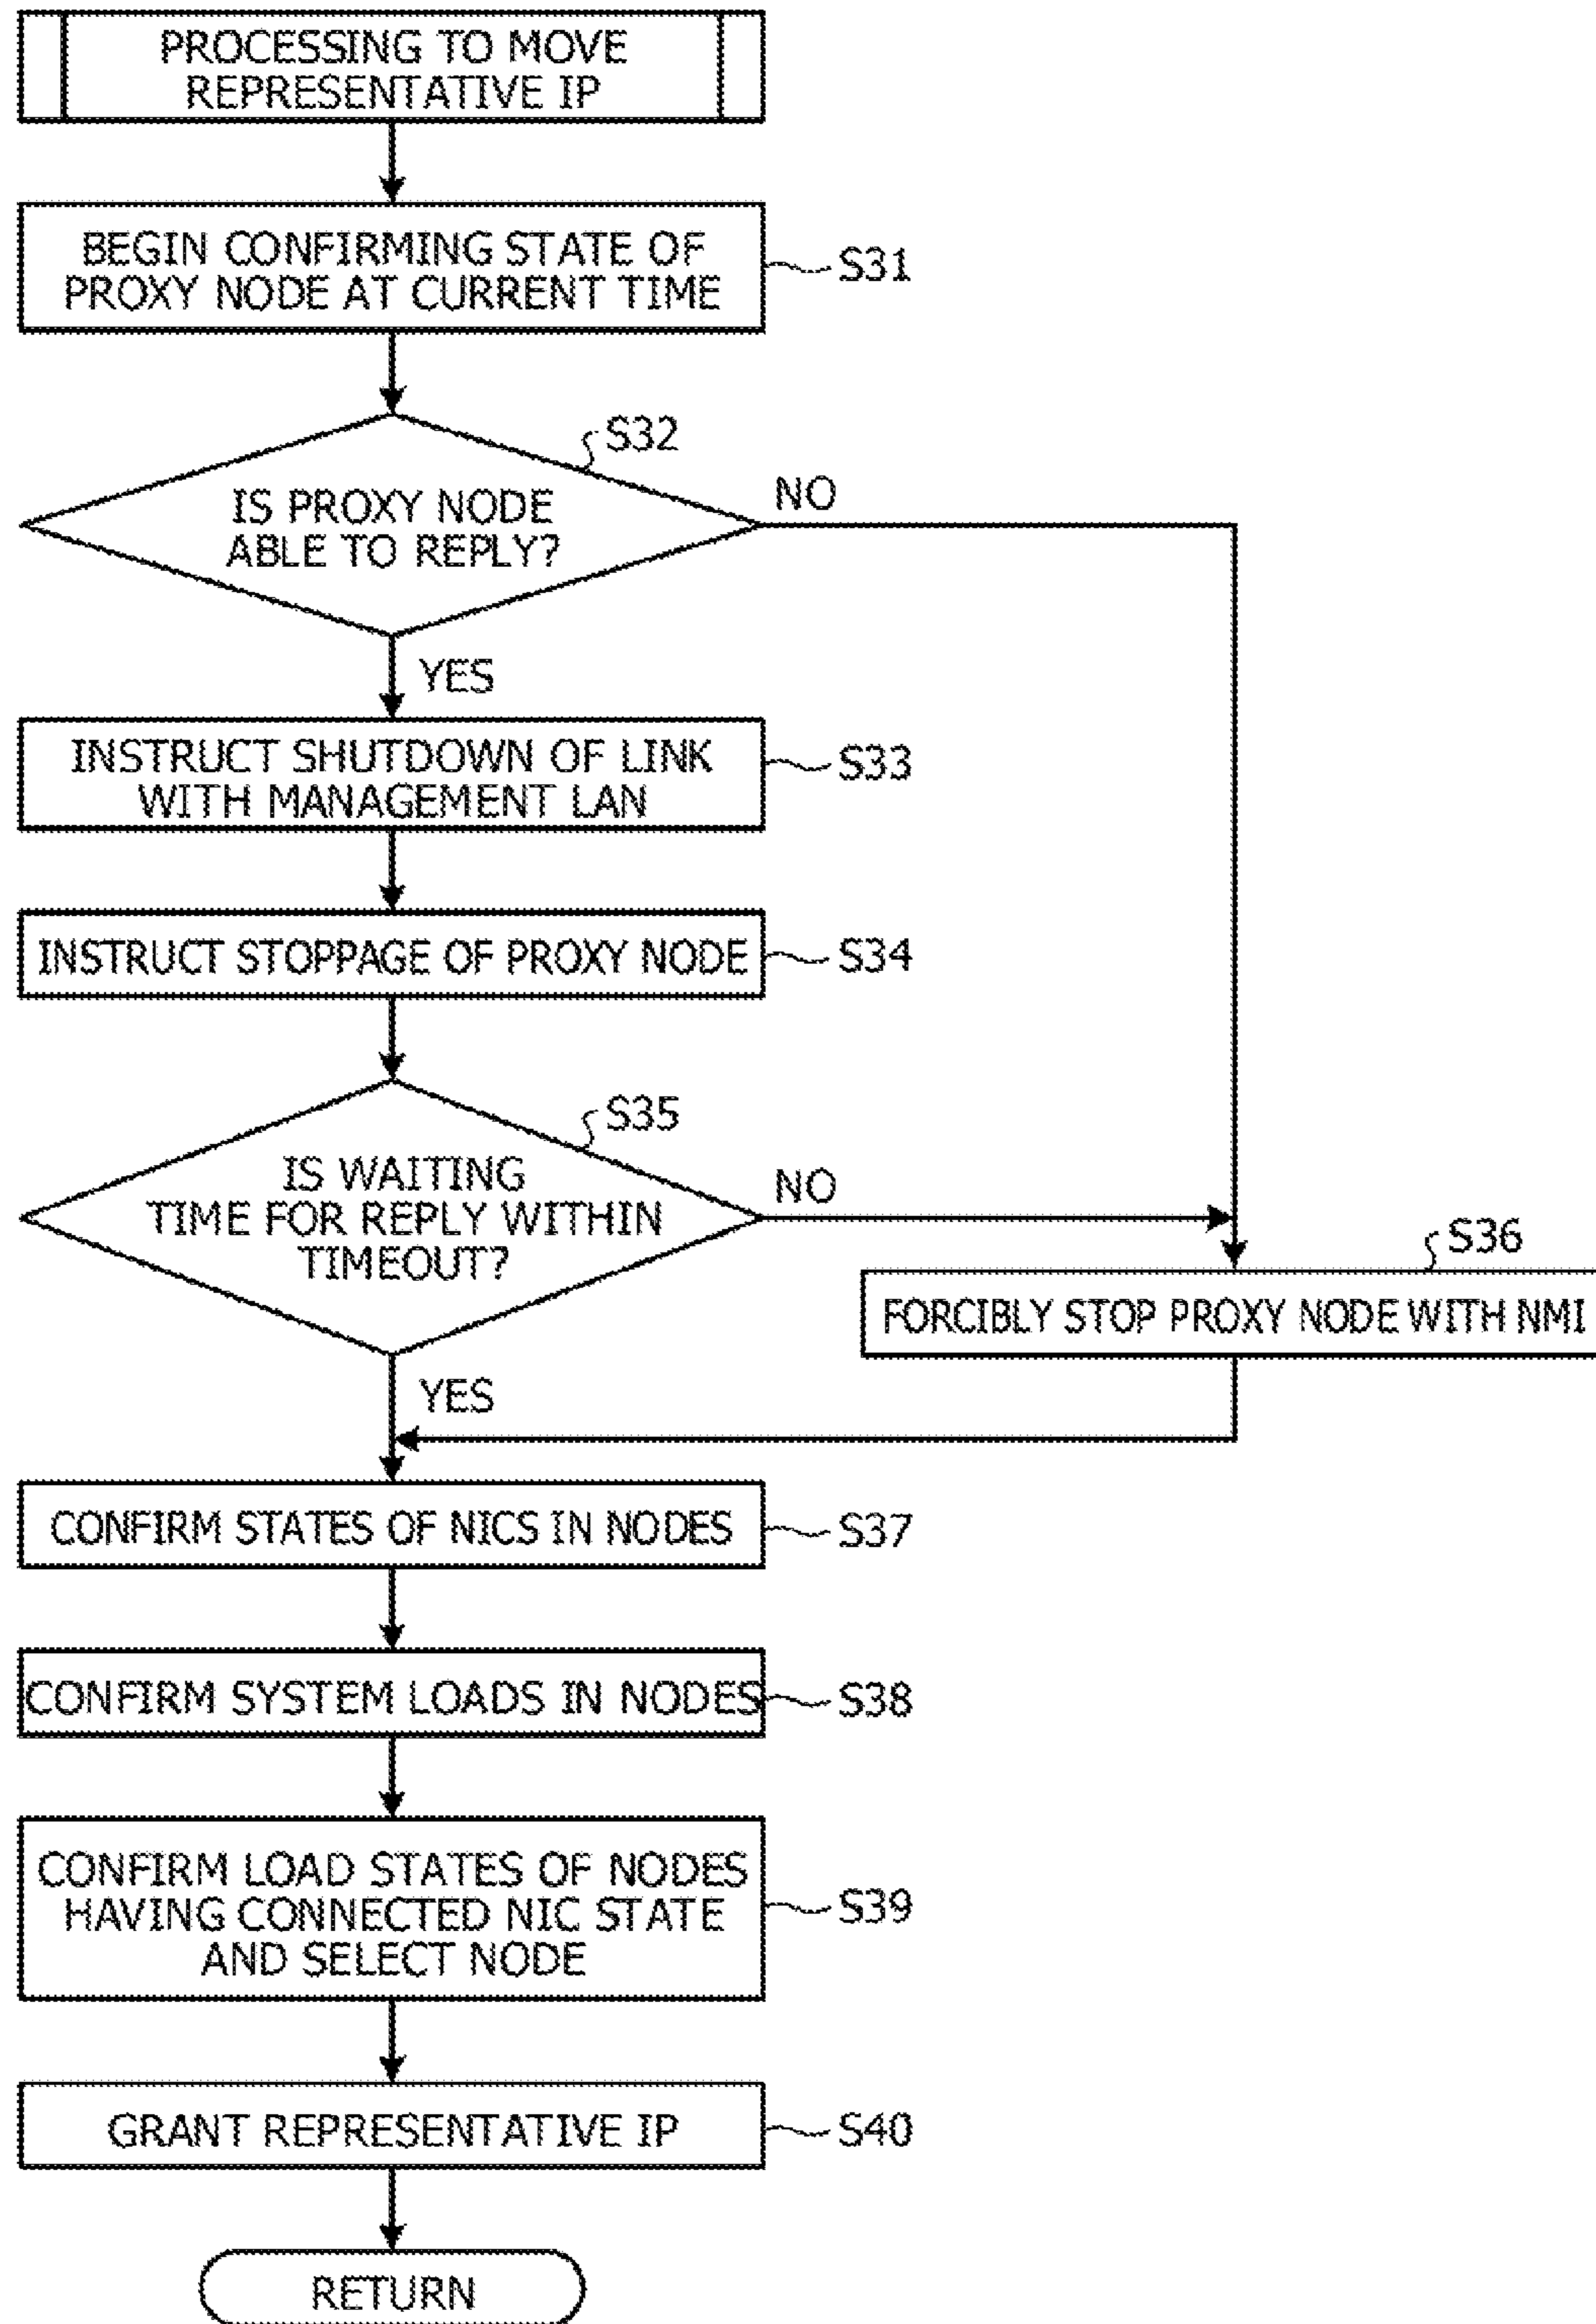 PROCESSING TO MOVE
REPRESENTATIVE IP
BEGIN CONFIRMING STATE OF
PROXY NODE AT CURRENT TIME
S31
S32
IS PROXY NODE
ABLE TO REPLY?
NO
YES
INSTRUCT SHUTDOWN OF LINK
WITH MANAGEMENT LAN
S33
INSTRUCT STOPPAGE OF PROXY NODE
S34
S35
IS WAITING
TIME FOR REPLY WITHIN
TIMEOUT?
NO
S36
FORCIBLY STOP PROXY NODE WITH NMI
YES
CONFIRM STATES OF NICS IN NODES
S37
CONFIRM SYSTEM LOADS IN NODES
S38
CONFIRM LOAD STATES OF NODES
HAVING CONNECTED NIC STATE
AND SELECT NODE
S39
GRANT REPRESENTATIVE IP
S40
RETURN